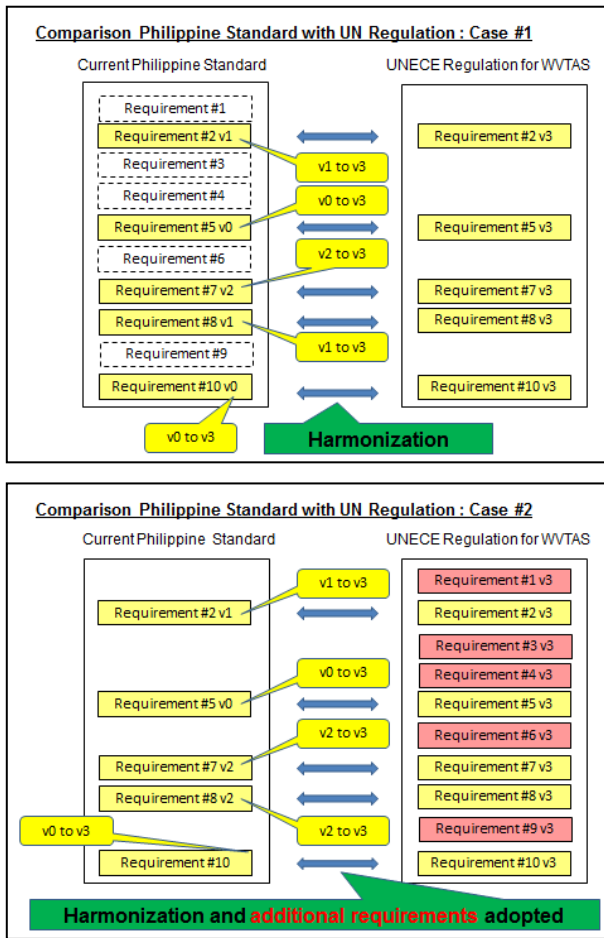 Comparison Philippine Standard with UN Regulation : Case #1
Current Philippine Standard
UNECE Regulation for WVTAS
Requirement #1
Requirement #2 v1
Requirement #2 v3
Requirement #3
v1 to v3
Requirement #4
v0 to v3
Requirement #5 v0
Requirement #5 v3
Requirement #6
v2 to v3
Requirement #7 v2
Requirement #7 v3
Requirement #8 v1
Requirement #8 v3
Requirement #9
v1 to v3
Requirement #10 v0
Requirement #10 v3
v0 to v3
Harmonization
Comparison Philippine Standard with UN Regulation : Case #2
Current Philippine Standard
UNECE Regulation for WVTAS
v1 to v3
Requirement #1 v3
Requirement #2 v1
Requirement #2 v3
Requirement #3 v3
v0 to v3
Requirement #4 v3
Requirement #5 v0
Requirement #5 v3
v2 to v3
Requirement #6 v3
Requirement #7 v2
Requirement #7 v3
Requirement #8 v2
Requirement #8 v3
v0 to v3
v2 to v3
Requirement #9 v3
Requirement #10
Requirement #10 v3
Harmonization and additional requirements adopted